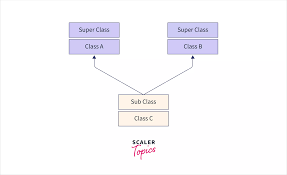 Super Class
Super Class
Class A
Class B
Sub Class
Class C
SCALER
Topics